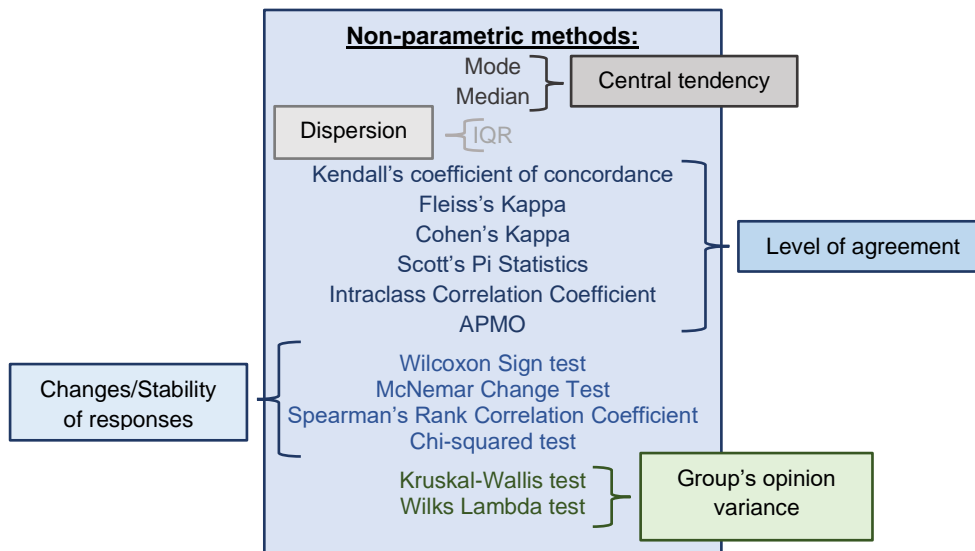 Non-parametric methods:
Mode
Median
Central tendency
Dispersion
IQR
Kendall's coefficient of concordance
Fleiss's Kappa
Cohen's Kappa
Scott's Pi Statistics
Intraclass Correlation Coefficient
APMO
Level of agreement
Wilcoxon Sign test
McNemar Change Test
Spearman's Rank Correlation Coefficient
Chi-squared test
Changes/Stability
of responses
Kruskal-Wallis test
Wilks Lambda test
Group's opinion
variance